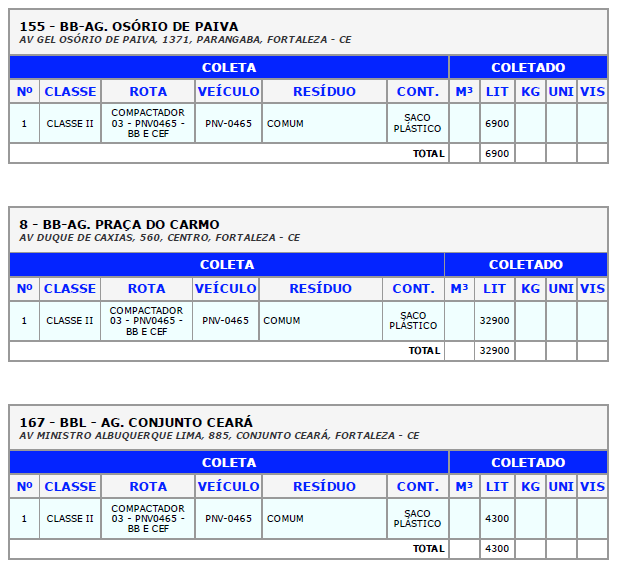 155 - BB-AG. OSÓRIO DE PAIVA
AV GEL OSÓRIO DE PAIVA, 1371, PARANGABA, FORTALEZA - CE
COLETA COLETADO
Nº CLASSE ROTA VEÍCULO RESÍDUO CONT. M³ LIT KG UNI VIS
1 CLASSE II COMPACTADOR 03 - PNV0465 - BB E CEF PNV-0465 COMUM SACO PLÁSTICO 6900
TOTAL 6900
8 - BB-AG. PRAÇA DO CARMO
AV DUQUE DE CAXIAS, 560, CENTRO, FORTALEZA - CE
COLETA COLETADO
Nº CLASSE ROTA VEÍCULO RESÍDUO CONT. M³ LIT KG UNI VIS
1 CLASSE II COMPACTADOR 03 - PNV0465 - BB E CEF PNV-0465 COMUM SACO PLÁSTICO 32900
TOTAL 32900
167 - BBL - AG. CONJUNTO CEARÁ
AV MINISTRO ALBUQUERQUE LIMA, 885, CONJUNTO CEARÁ, FORTALEZA - CE
COLETA COLETADO
Nº CLASSE ROTA VEÍCULO RESÍDUO CONT. M³ LIT KG UNI VIS
1 CLASSE II COMPACTADOR 03 - PNV0465 - BB E CEF PNV-0465 COMUM SACO PLÁSTICO 4300
TOTAL 4300